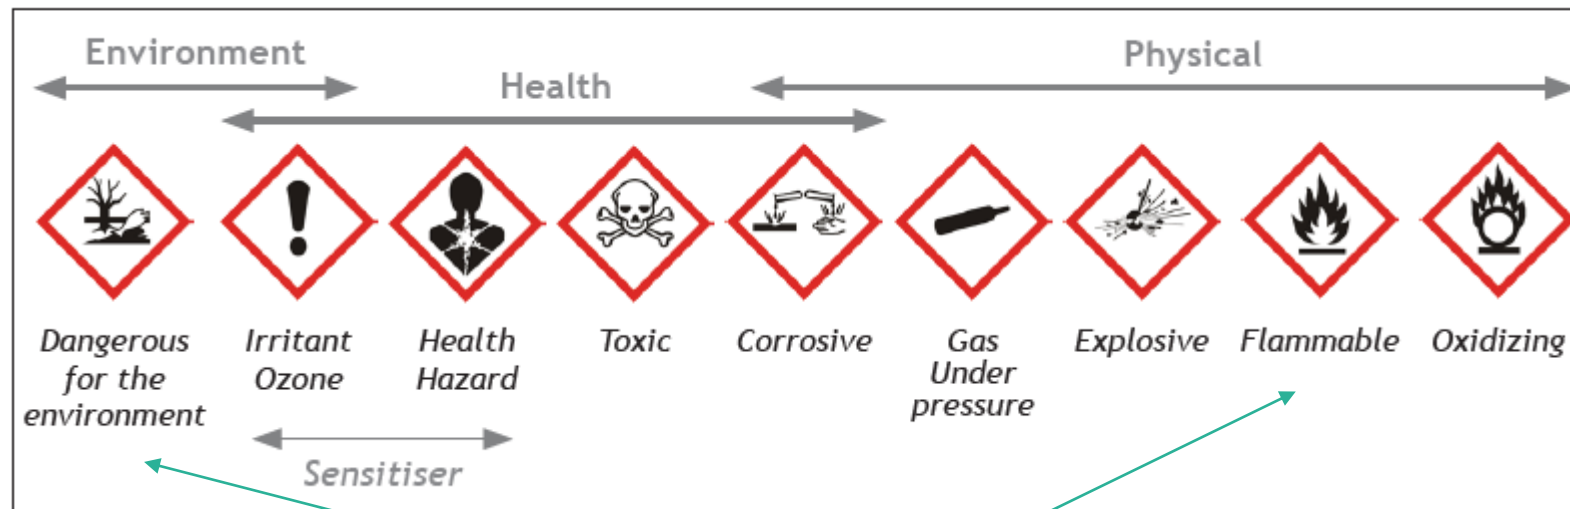 Environment
Physical
Health
Dangerous
for the
environment
Irritant
Ozone
Health
Hazard
Toxic
Corrosive
Gas
Under
pressure
Explosive
Flammable
Oxidizing
Sensitiser